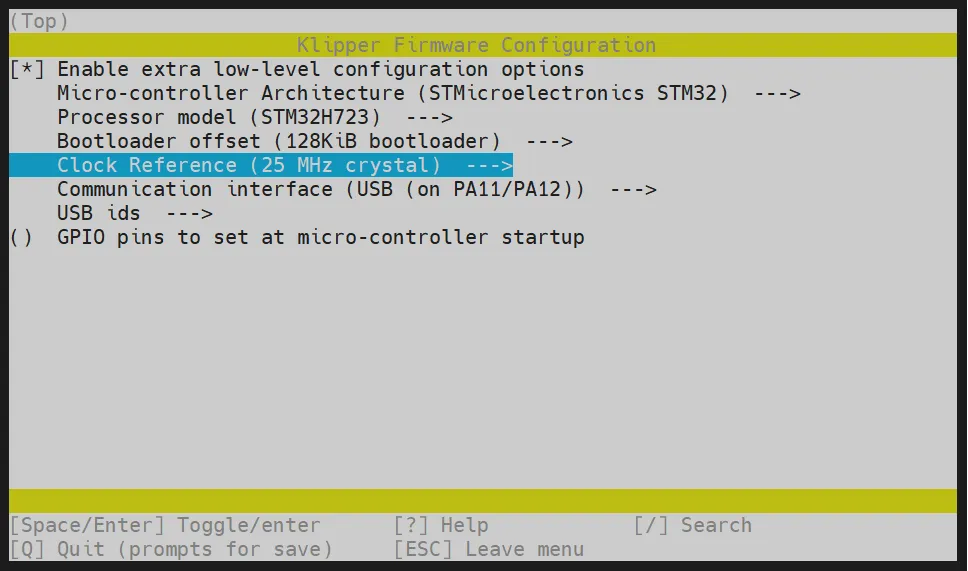 (Top)
Klipper Firmware Configuration
[*] Enable extra low-level configuration options
Micro-controller Architecture (STMicroelectronics STM32)  --->
Processor model (STM32H723)  --->
Bootloader offset (128KiB bootloader)  --->
Clock Reference (25 MHz crystal)  --->
Communication interface (USB (on PA11/PA12))  --->
USB ids  --->
()  GPIO pins to set at micro-controller startup
[Space/Enter] Toggle/enter      [?] Help            [/] Search
[Q] Quit (prompts for save)     [ESC] Leave menu